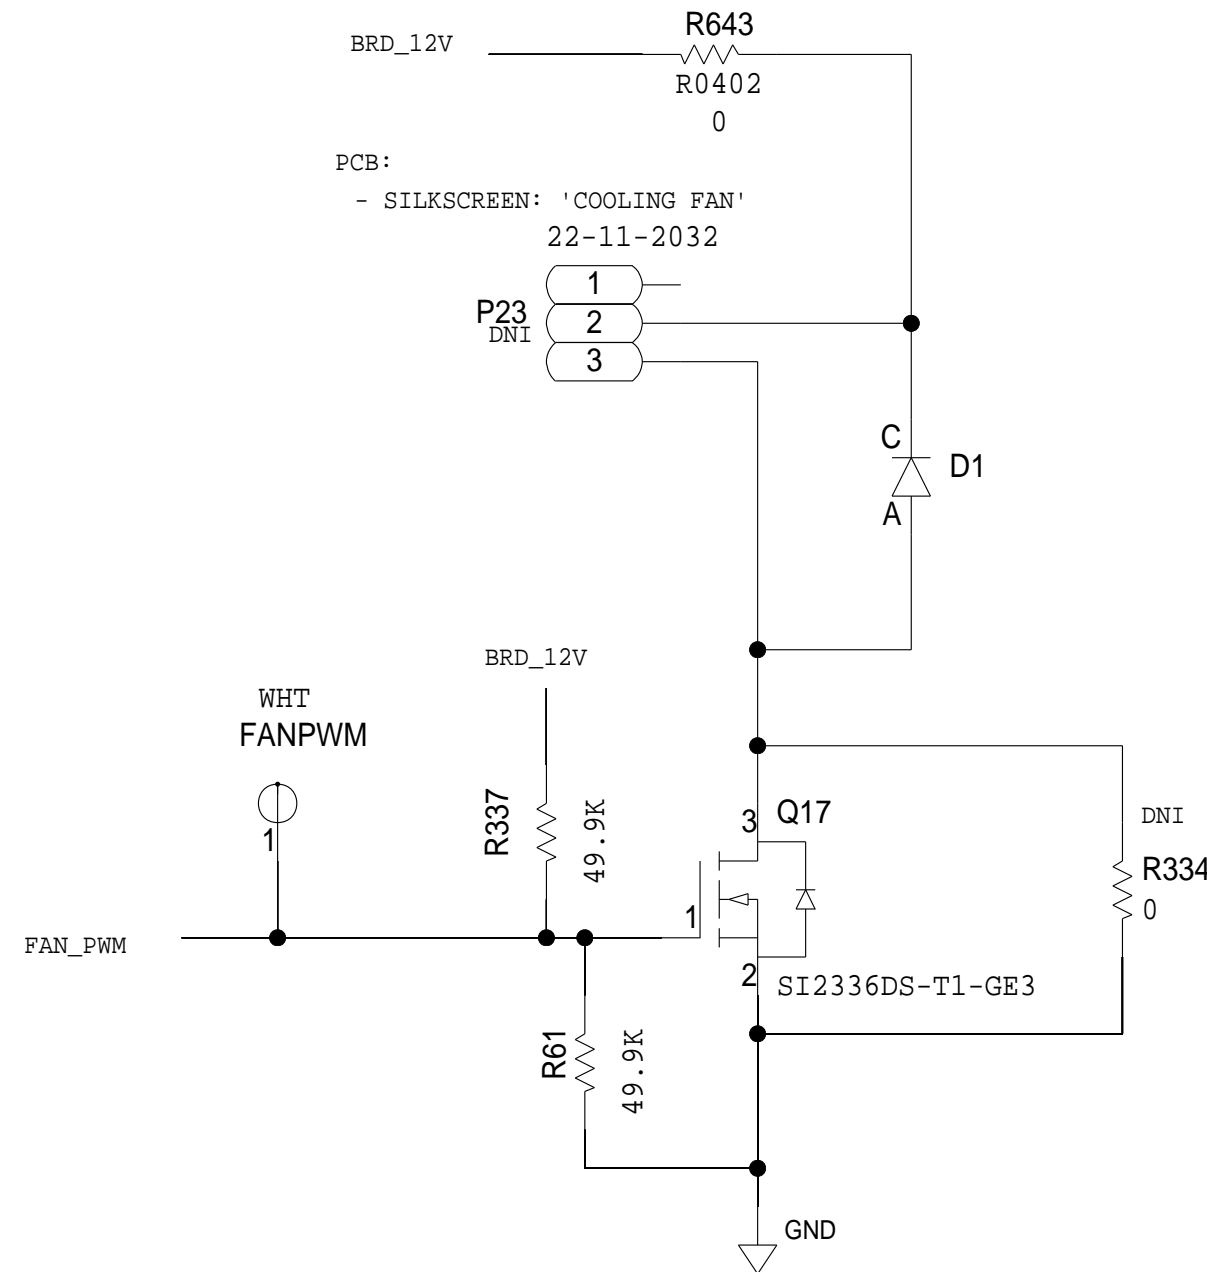 R643
BRD_12V
R0402
0
PCB:
- SILKSCREEN: 'COOLING FAN'
22-11-2032
1
P23
DNI
2
3
C
D1
A
BRD_12V
WHT
FANPWM
1
R337
49.9K
3
Q17
DNI
R334
0
1
FAN_PWM
2
SI2336DS-T1-GE3
R61
49.9K
GND